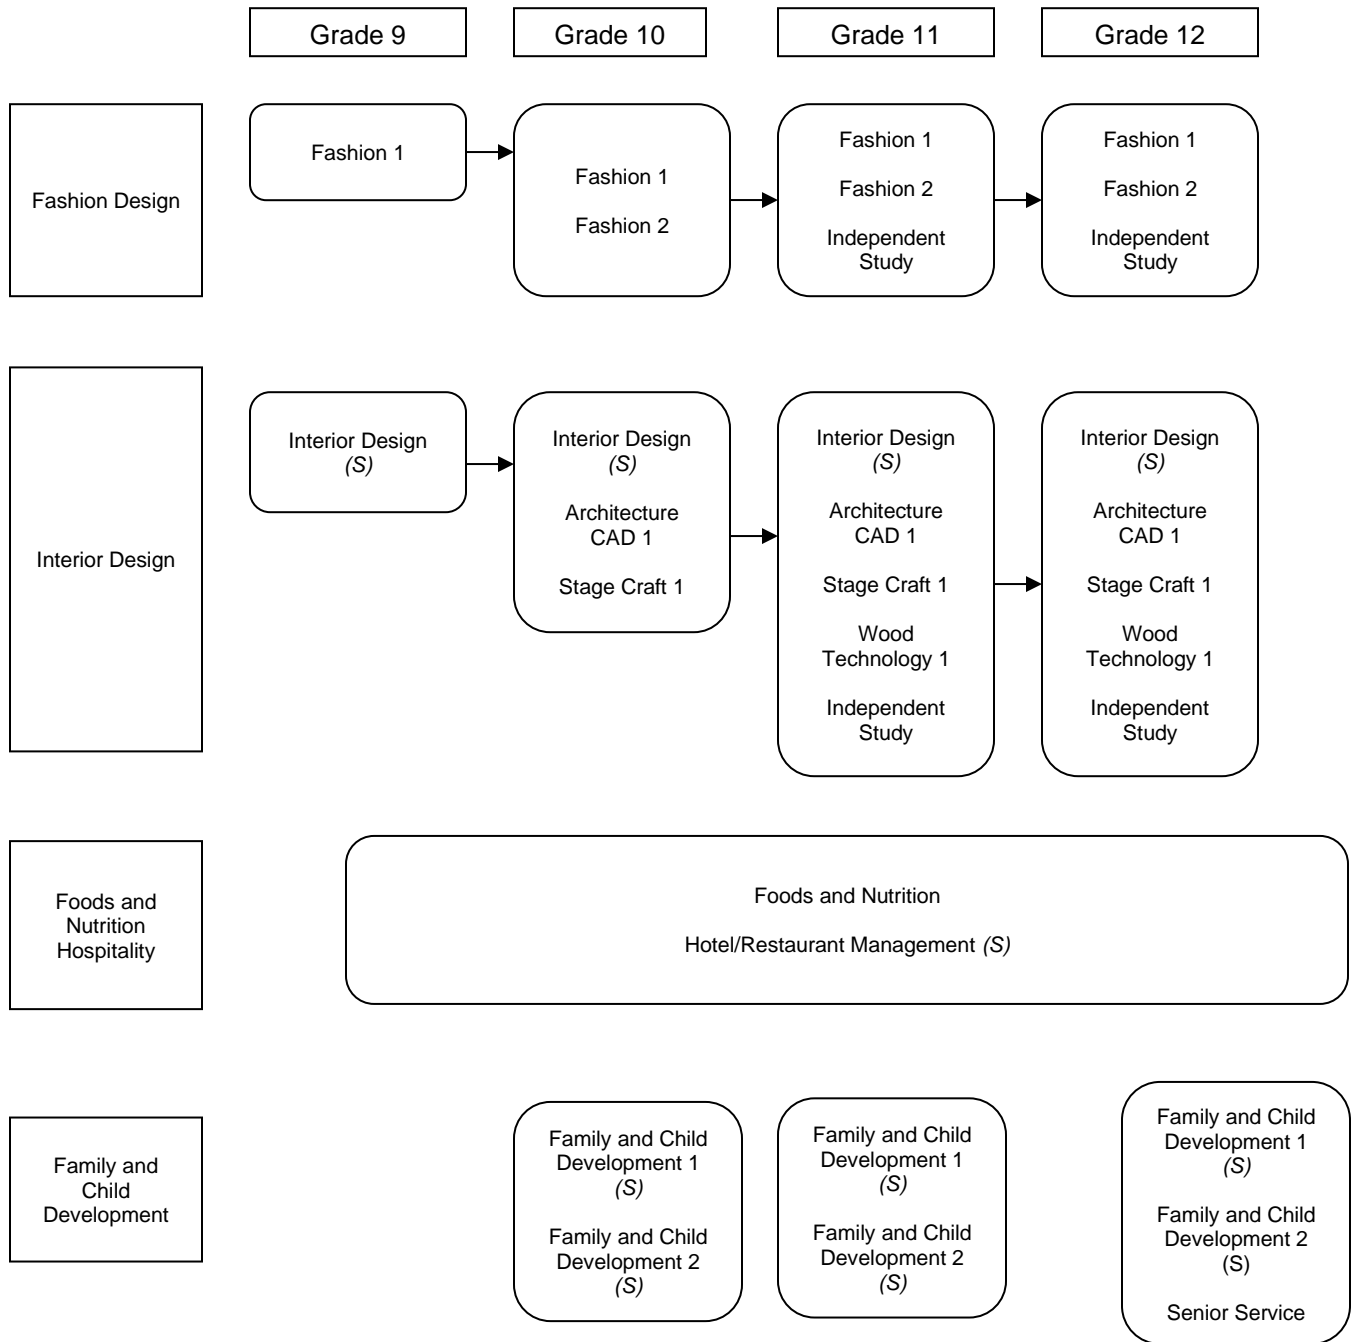 Grade 9
Grade 10
Grade 11
Grade 12
Fashion Design
Fashion 1
Fashion 1
Fashion 2
Fashion 1
Fashion 2
Independent
Study
Fashion 1
Fashion 2
Independent
Study
Interior Design
Interior Design
(S)
Interior Design
(S)
Architecture
CAD 1
Stage Craft 1
Interior Design
(S)
Architecture
CAD 1
Stage Craft 1
Wood
Technology 1
Independent
Study
Interior Design
(S)
Architecture
CAD 1
Stage Craft 1
Wood
Technology 1
Independent
Study
Foods and
Nutrition
Hospitality
Foods and Nutrition
Hotel/Restaurant Management (S)
Family and
Child
Development
Family and Child
Development 1
(S)
Family and Child
Development 2
(S)
Family and Child
Development 1
(S)
Family and Child
Development 2
(S)
Family and Child
Development 1
(S)
Family and Child
Development 2
(S)
Senior Service